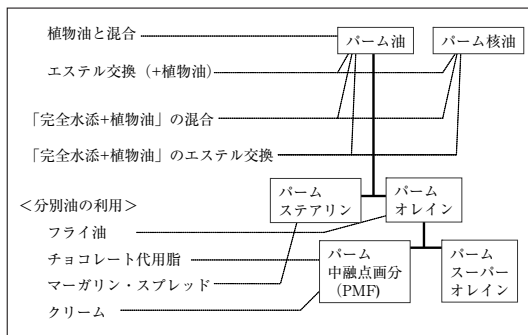 植物油と混合
パーム油
パーム核油
エステル交換（+植物油）
「完全水添+植物油」の混合
「完全水添+植物油」のエステル交換
パーム
ステアリン
パーム
オレイン
＜分別油の利用＞
フライ油
チョコレート代用脂
マーガリン・スプレッド
クリーム
パーム
中融点画分
（PMF)
パーム
スーパー
オレイン